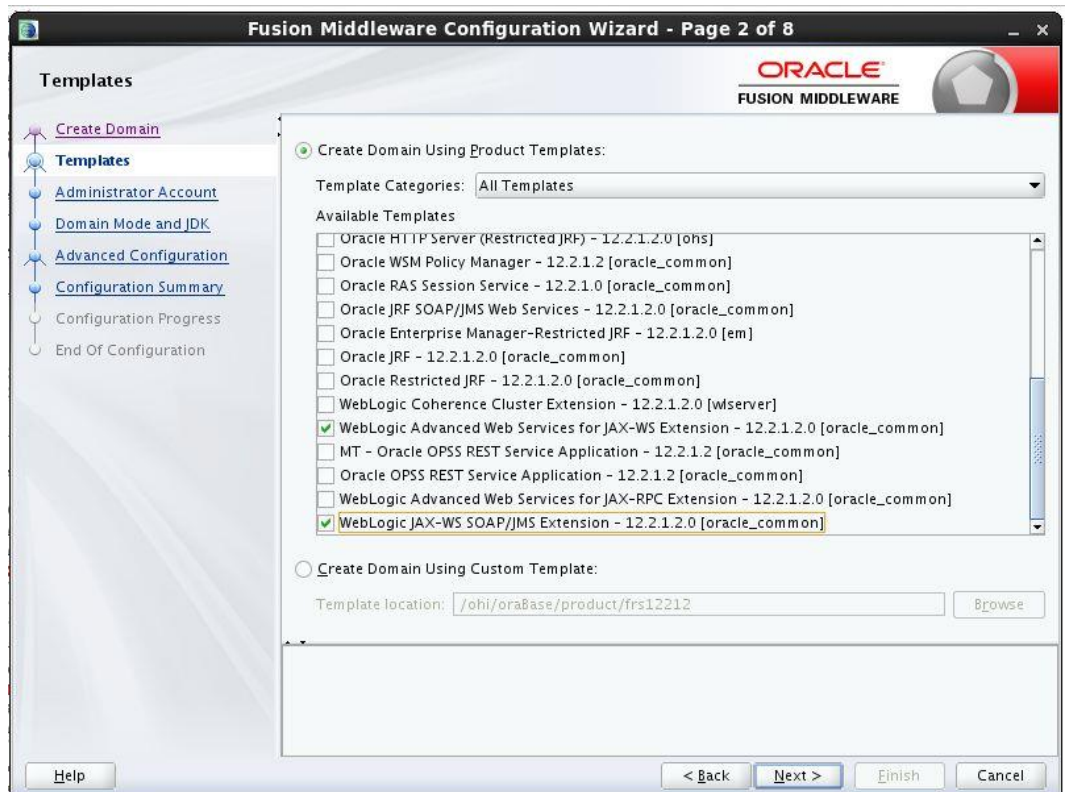 Fusion Middleware Configuration Wizard - Page 2 of 8
Templates
ORACLE
FUSION MIDDLEWARE
Create Domain
Templates
Administrator Account
Domain Mode and JDK
Advanced Configuration
Configuration Summary
Configuration Progress
End Of Configuration
Create Domain Using Product Templates:
Template Categories: All Templates
Available Templates
Oracle HTTP Server (Restricted JRF) - 12.2.1.2.0 [ohs]
Oracle WSM Policy Manager - 12.2.1.2 [oracle_common]
Oracle RAS Session Service - 12.2.1.0 [oracle_common]
Oracle JRF SOAP/JMS Web Services - 12.2.1.2.0 [oracle_common]
Oracle Enterprise Manager-Restricted JRF - 12.2.1.2.0 [em]
Oracle JRF - 12.2.1.2.0 [oracle_common]
Oracle Restricted JRF - 12.2.1.2.0 [oracle_common]
WebLogic Coherence Cluster Extension - 12.2.1.2.0 [wlserver]
WebLogic Advanced Web Services for JAX-WS Extension - 12.2.1.2.0 [oracle_common]
MT - Oracle OPSS REST Service Application - 12.2.1.2 [oracle_common]
Oracle OPSS REST Service Application - 12.2.1.2 [oracle_common]
WebLogic Advanced Web Services for JAX-RPC Extension - 12.2.1.2.0 [oracle_common]
WebLogic JAX-WS SOAP/JMS Extension - 12.2.1.2.0 [oracle_common]
Create Domain Using Custom Template:
Template location: /ohi/oraBase/product/frs12212 Browse
Help < Back Next > Finish Cancel